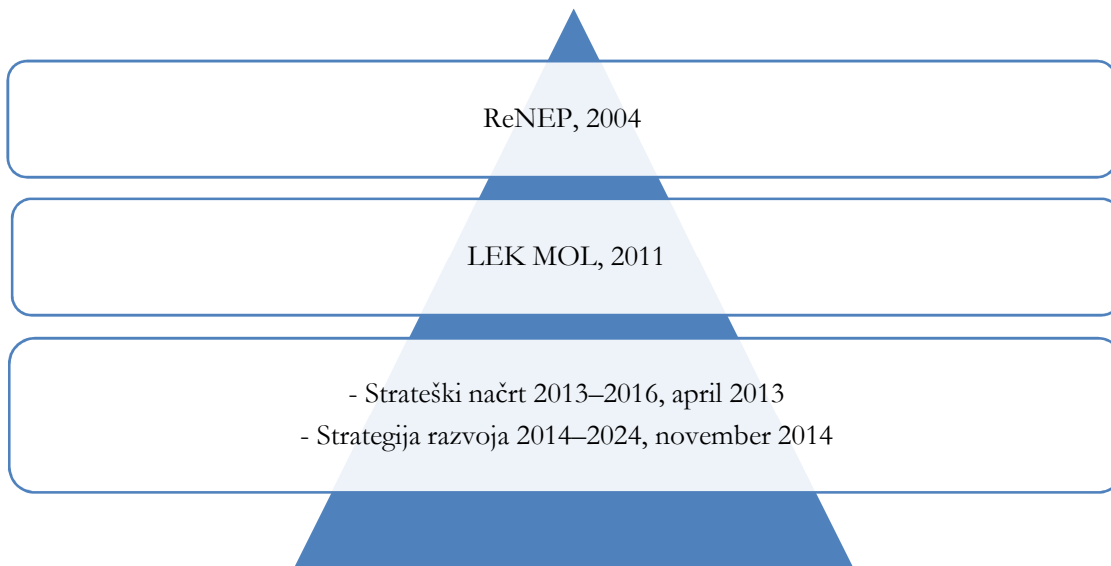 ReNEP, 2004
LEK MOL, 2011
- Strateški načrt 2013–2016, april 2013
- Strategija razvoja 2014–2024, november 2014